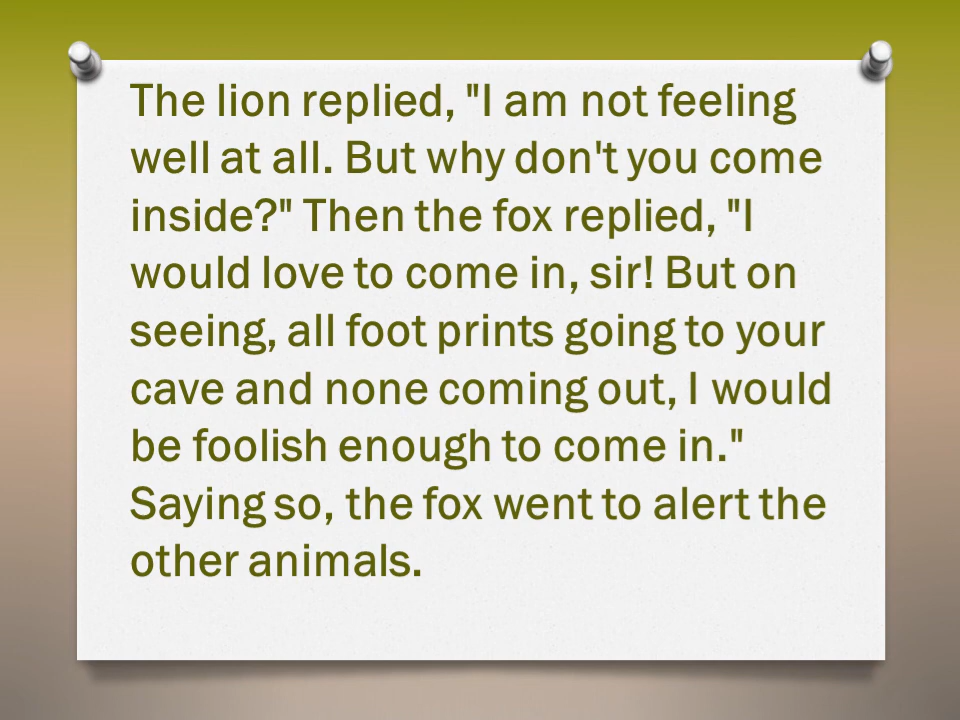 The lion replied, "I am not feeling
well at all. But why don't you come
inside?" Then the fox replied, "I
would love to come in, sir! But on
seeing, all foot prints going to your
cave and none coming out, I would
be foolish enough to come in."
Saying so, the fox went to alert the
other animals.